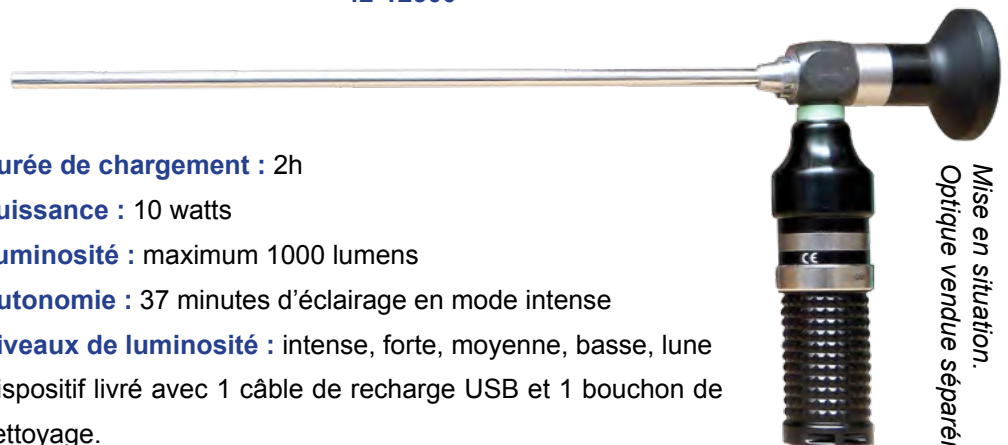 urée de chargement : 2h
uissance : 10 watts
uminosité : maximum 1000 lumens
utonomie : 37 minutes d’éclairage en mode intense
iveaux de luminosité : intense, forte, moyenne, basse, lune
ispositif livré avec 1 câble de recharge USB et 1 bouchon de
ettoyage.
CE
Mise en situation.
Optique vendue